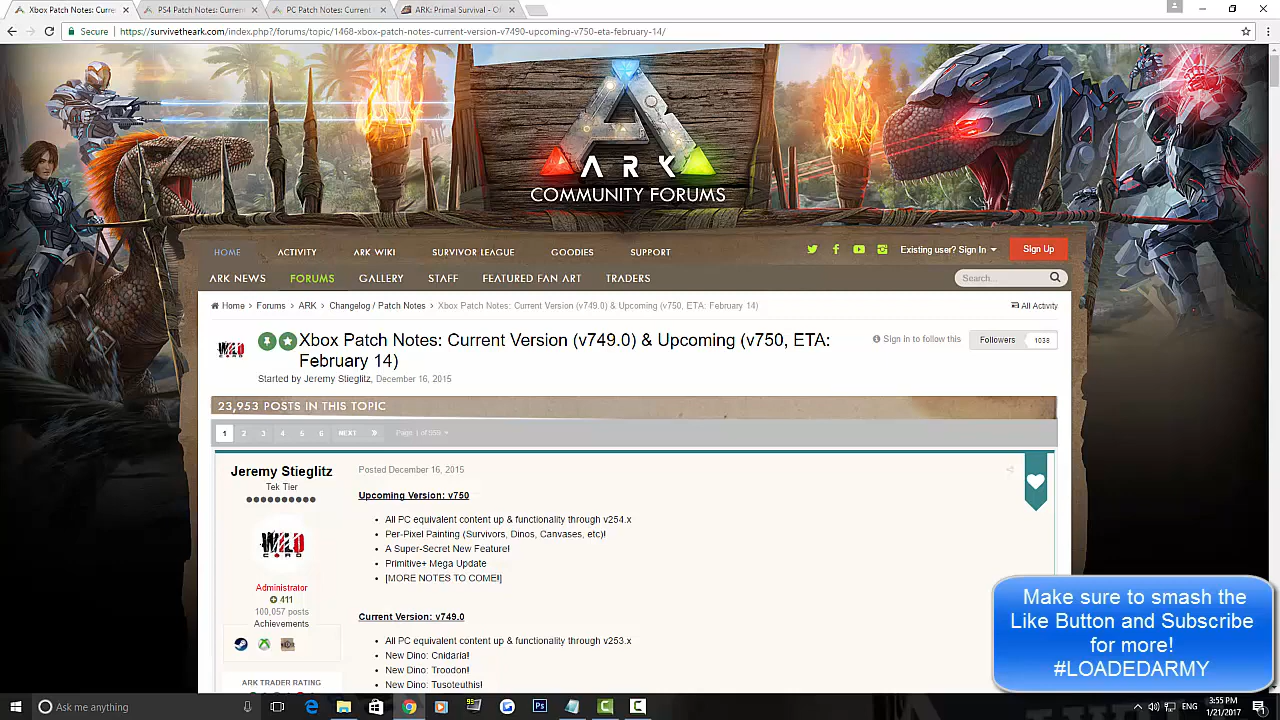 Xbox Patch Notes: Curre
PS4 Patch Notes: Current
PC Patch Notes: Current
ARK: Primal Survival - Of
Secure
https://survivetheark.com/index.php?/forums/topic/1468-xbox-patch-notes-current-version-v7490-upcoming-v750-eta-february-14/
ARK
COMMUNITY FORUMS
HOME ACTIVITY ARK WIKI SURVIVOR LEAGUE GOODIES SUPPORT
Existing user? Sign In
Sign Up
ARK NEWS FORUMS GALLERY STAFF FEATURED FAN ART TRADERS
Search...
Home Forums ARK Changelog / Patch Notes Xbox Patch Notes: Current Version (v749.0) & Upcoming (v750, ETA: February 14)
All Activity
Xbox Patch Notes: Current Version (v749.0) & Upcoming (v750, ETA:
February 14)
Started by Jeremy Stieglitz, December 16, 2015
Sign in to follow this
Followers 1038
23,953 POSTS IN THIS TOPIC
1 2 3 4 5 6 NEXT
Jeremy Stieglitz
Tek Tier
WILD
CARD
Administrator
411
100,057 posts
Achievements
ARK TRADER RATING
Posted December 16, 2015
Upcoming Version: v750
All PC equivalent content up & functionality through v254.x
Per-Pixel Painting (Survivors, Dinos, Canvases, etc)!
A Super-Secret New Feature!
Primitive+ Mega Update
[MORE NOTES TO COME!]
Current Version: v749.0
All PC equivalent content up & functionality through v253.x
New Dino: Cnidaria!
New Dino: Troodon!
New Dino: Tusoteuthis!
Make sure to smash the
Like Button and Subscribe
for more!
#LOADEDARMY
Ask me anything
ENG
3:55 PM
1/21/2017